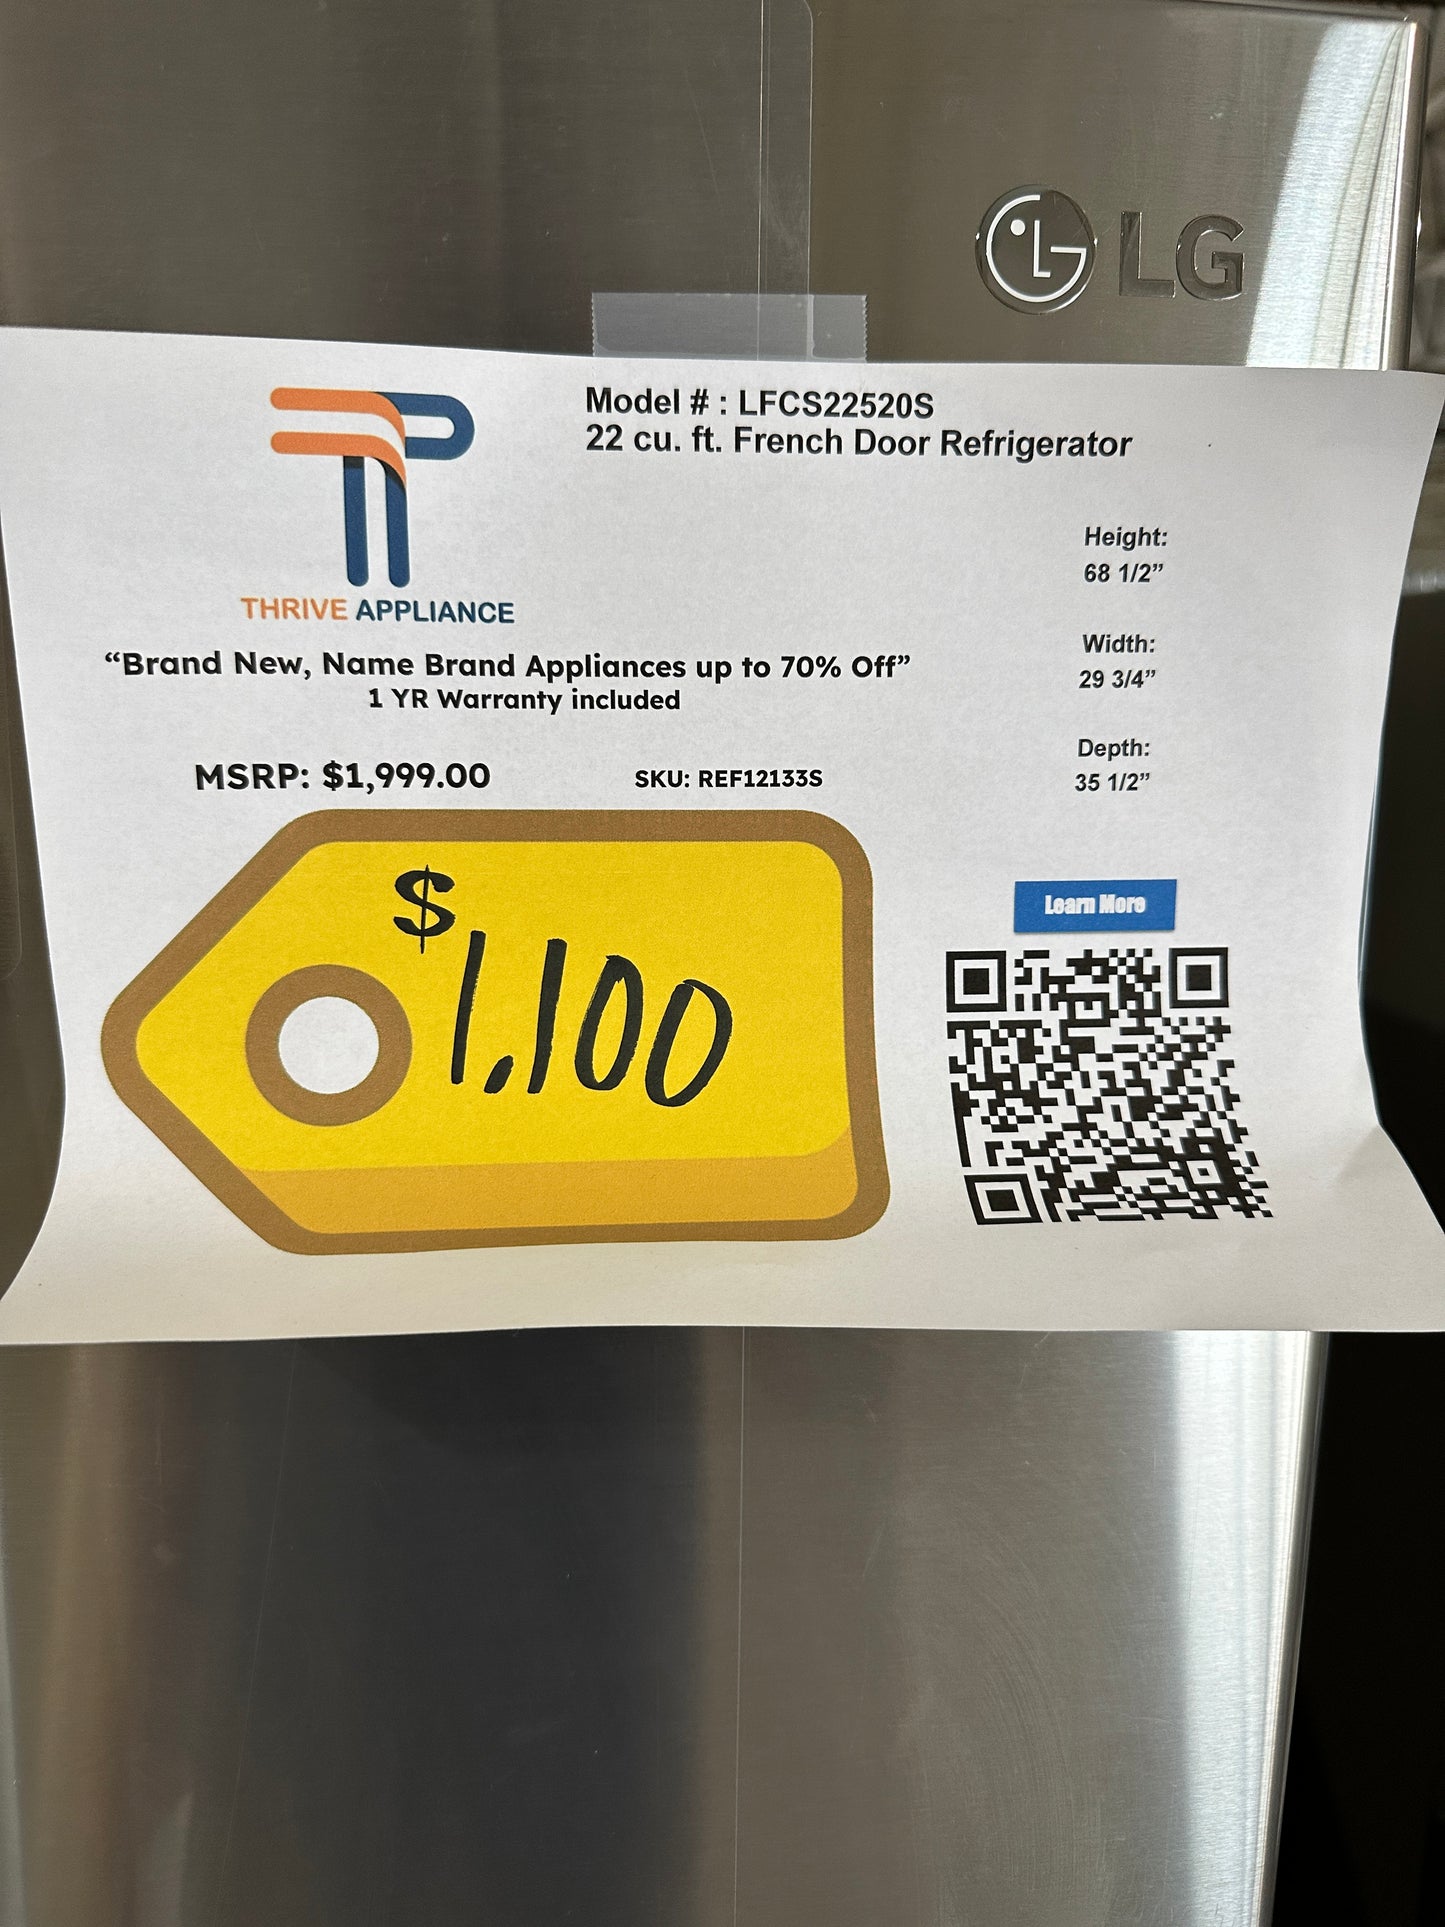 LG
Model # : LFCS22520S
22 cu. ft. French Door Refrigerator
THRIVE APPLIANCE
“Brand New, Name Brand Appliances up to 70% Off”
1 YR Warranty included
MSRP: $1,999.00
SKU: REF12133S
Height:
68 1/2”
Width:
29 3/4”
Depth:
35 1/2”
$1,100
Learn More